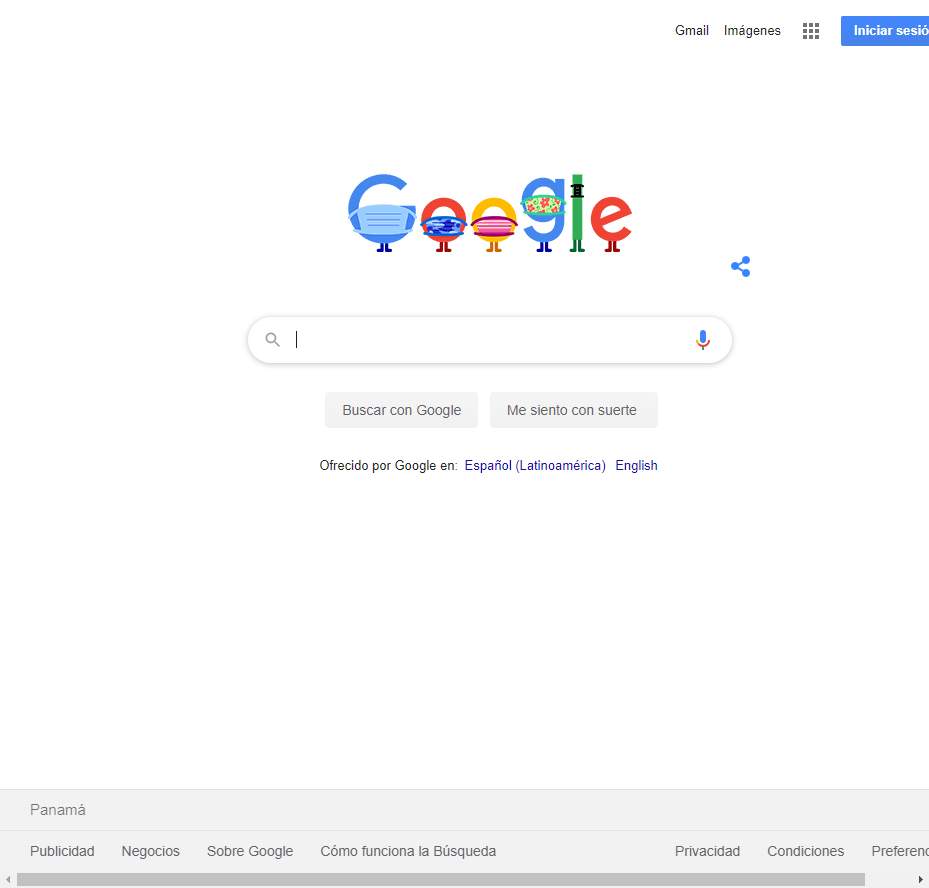 Gmail Imágenes Iniciar sesió
Google
Buscar con Google Me siento con suerte
Ofrecido por Google en: Español (Latinoamérica) English
Panamá
Publicidad Negocios Sobre Google Cómo funciona la Búsqueda Privacidad Condiciones Preferenc